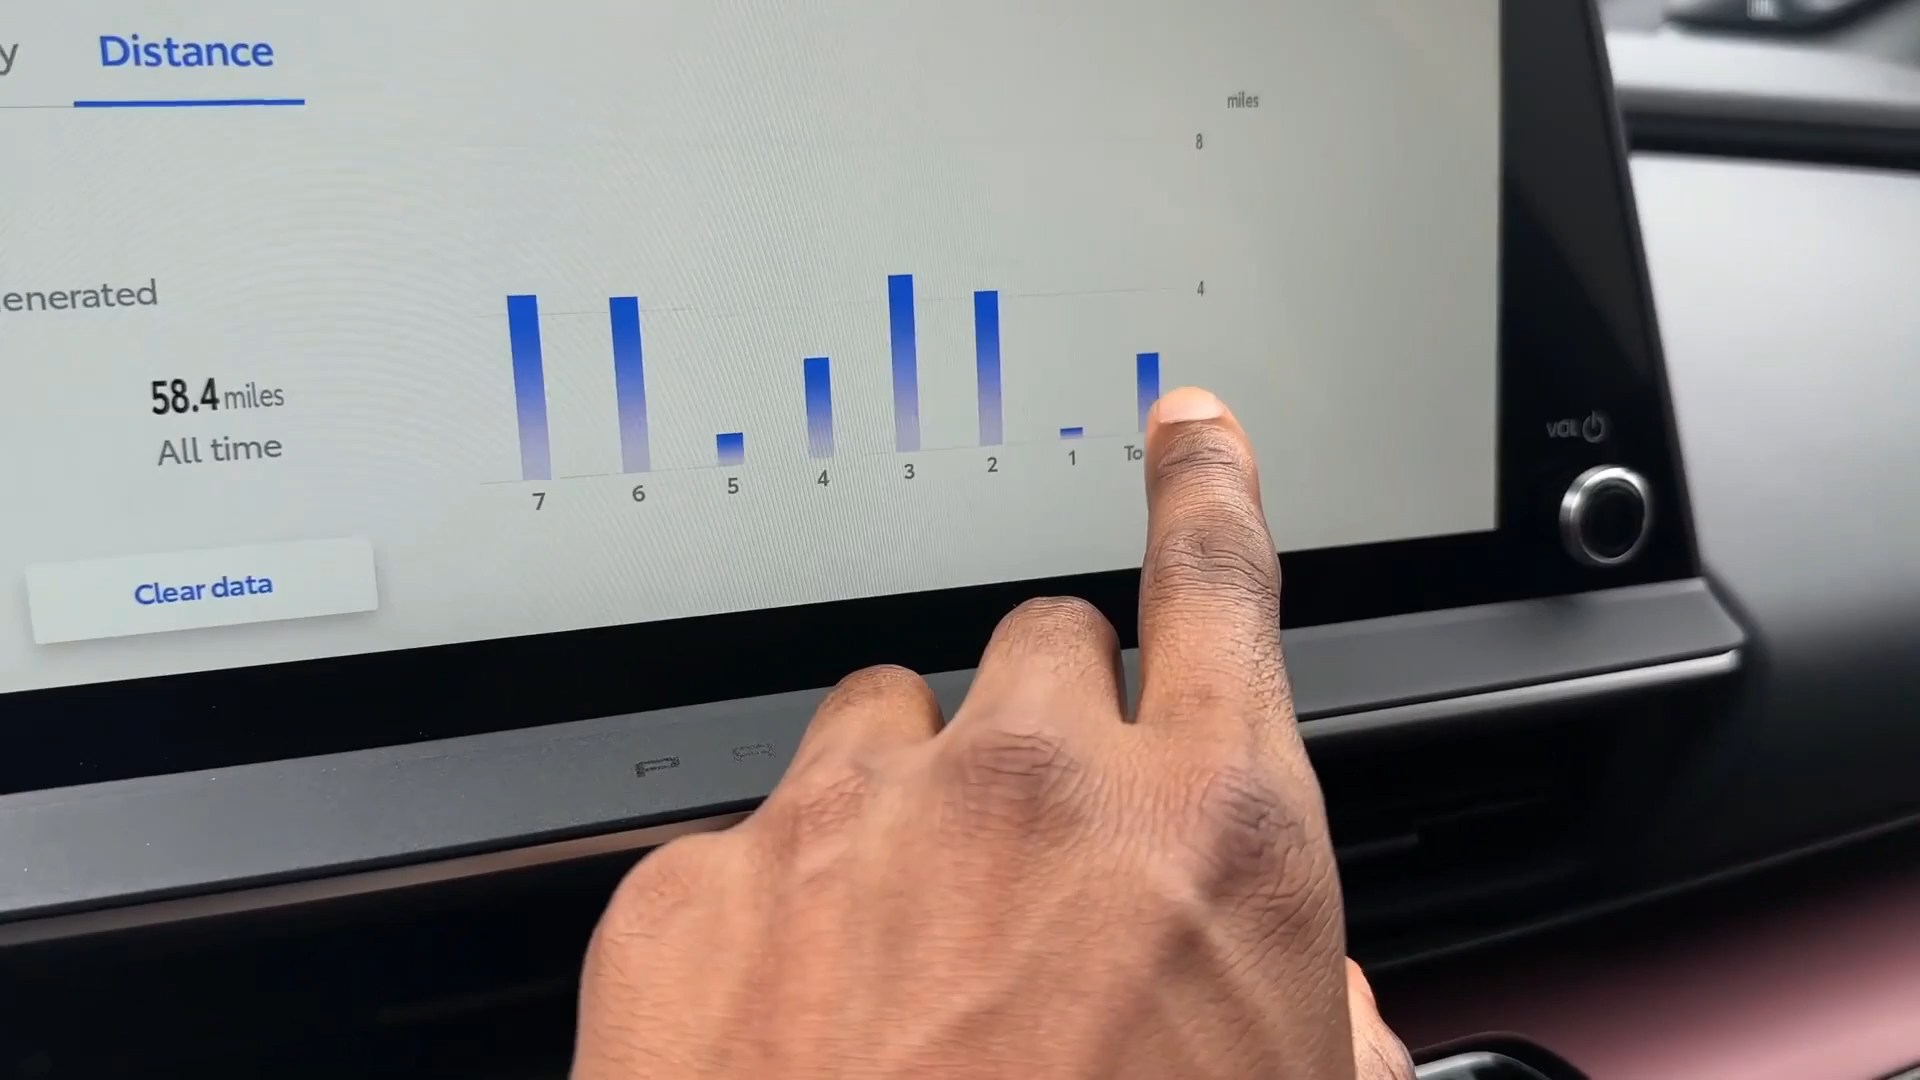 y
Distance
miles
8
enerated
4
58.4 miles
All time
7 6 5 4 3 2 1 To
Clear data
VOL